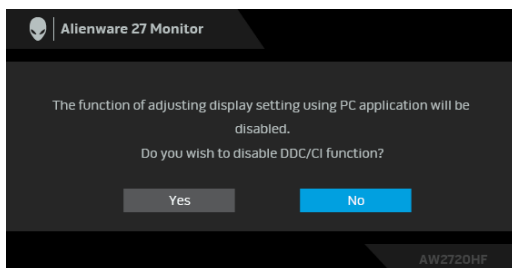 Alienware 27 Monitor
The function of adjusting display setting using PC application will be
disabled.
Do you wish to disable DDC/CI function?
Yes No
AW2720HF